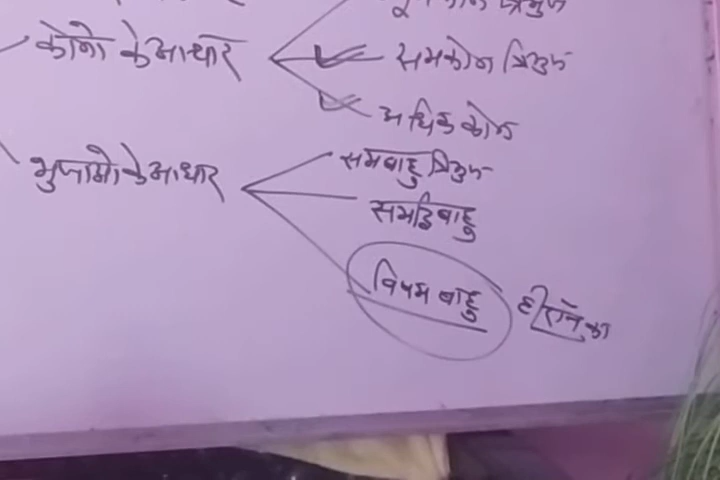 त्रिभुज
कोनो के आधार
समकोन त्रिभुज
अधिक कोन
भुजाओ के आधार
समबाहु त्रिभुज
समद्विबाहु
विषम बाहु हीरोन का